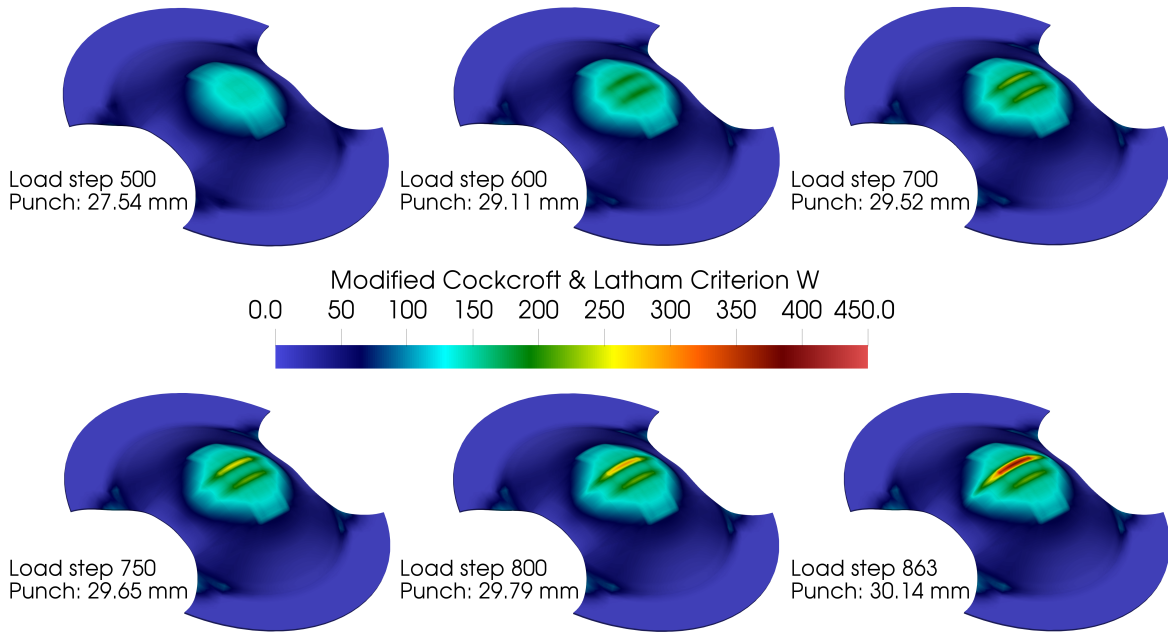 Load step 500
Punch: 27.54 mm
Load step 600
Punch: 29.11 mm
Load step 700
Punch: 29.52 mm
Modified Cockcroft & Latham Criterion W
0.0 50 100 150 200 250 300 350 400 450.0
Load step 750
Punch: 29.65 mm
Load step 800
Punch: 29.79 mm
Load step 863
Punch: 30.14 mm